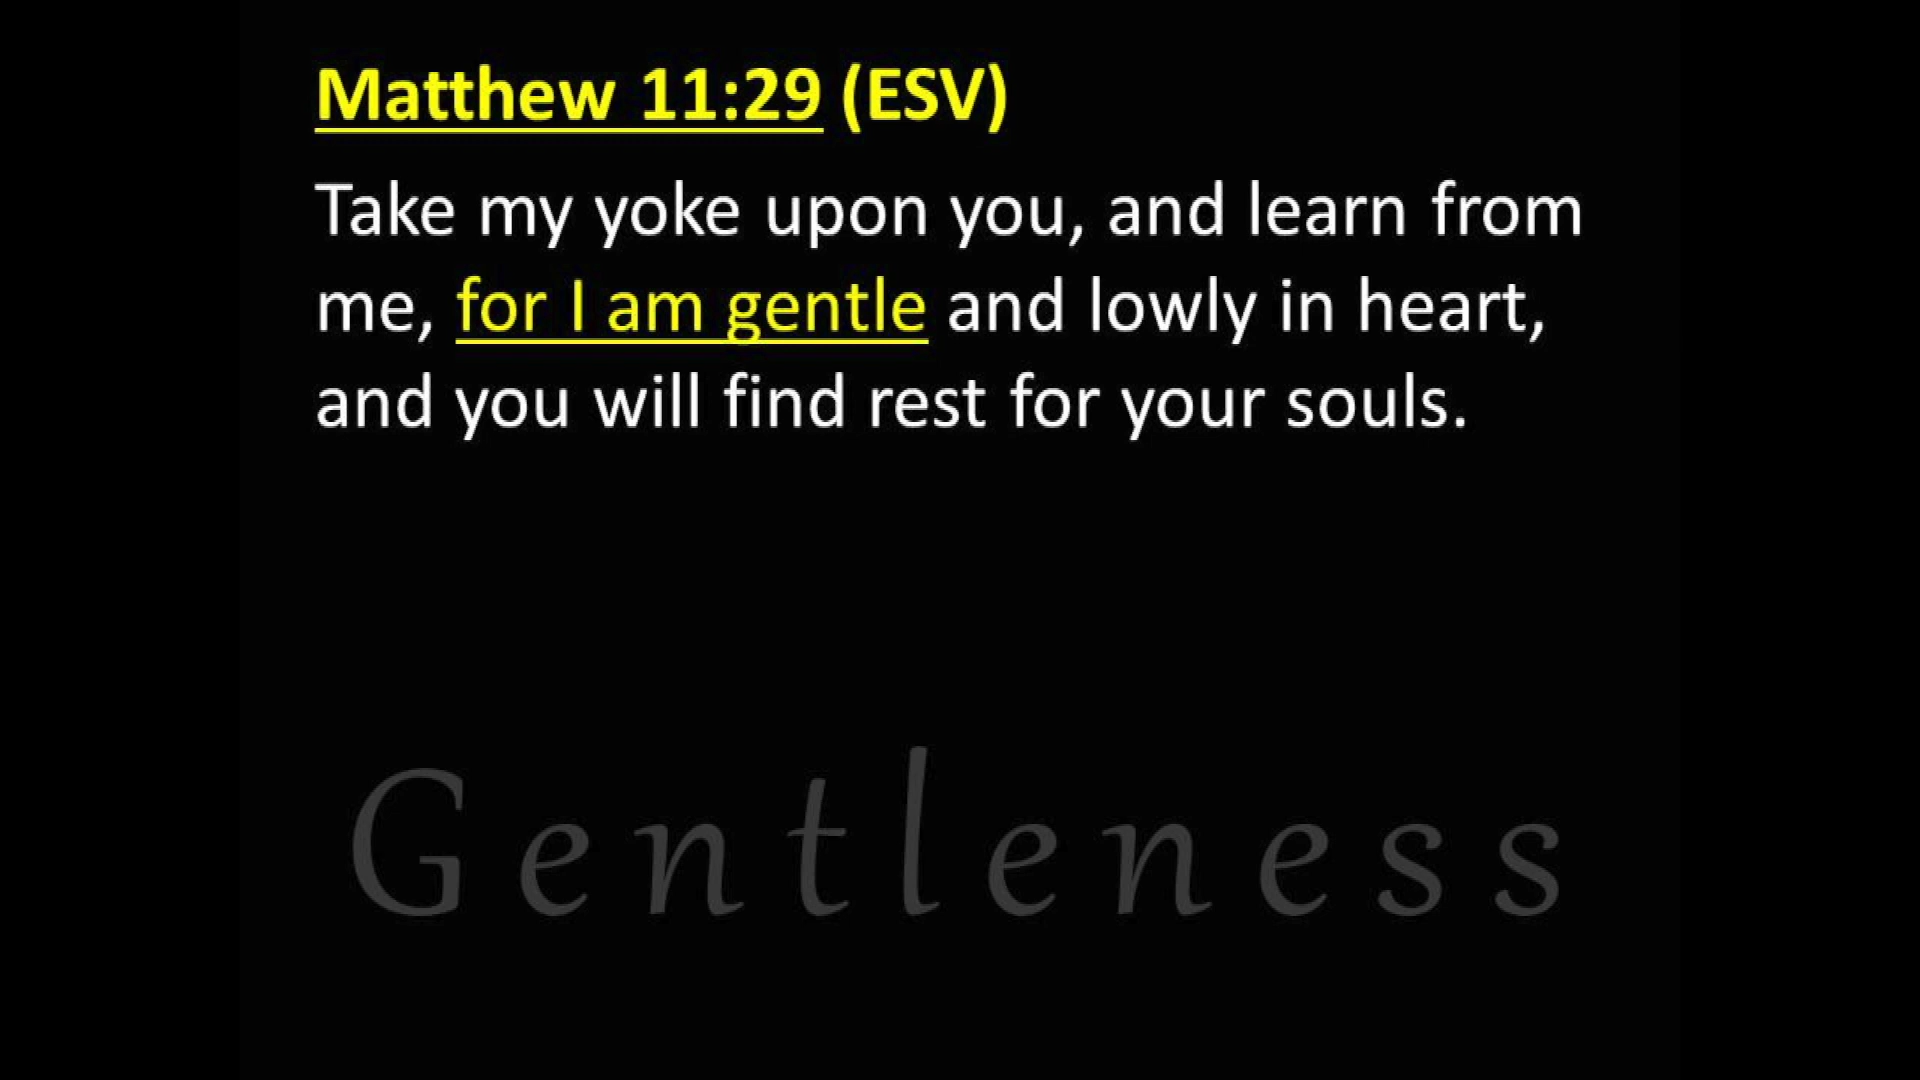 Matthew 11:29 (ESV)
Take my yoke upon you, and learn from
me, for I am gentle and lowly in heart,
and you will find rest for your souls.
Gentleness